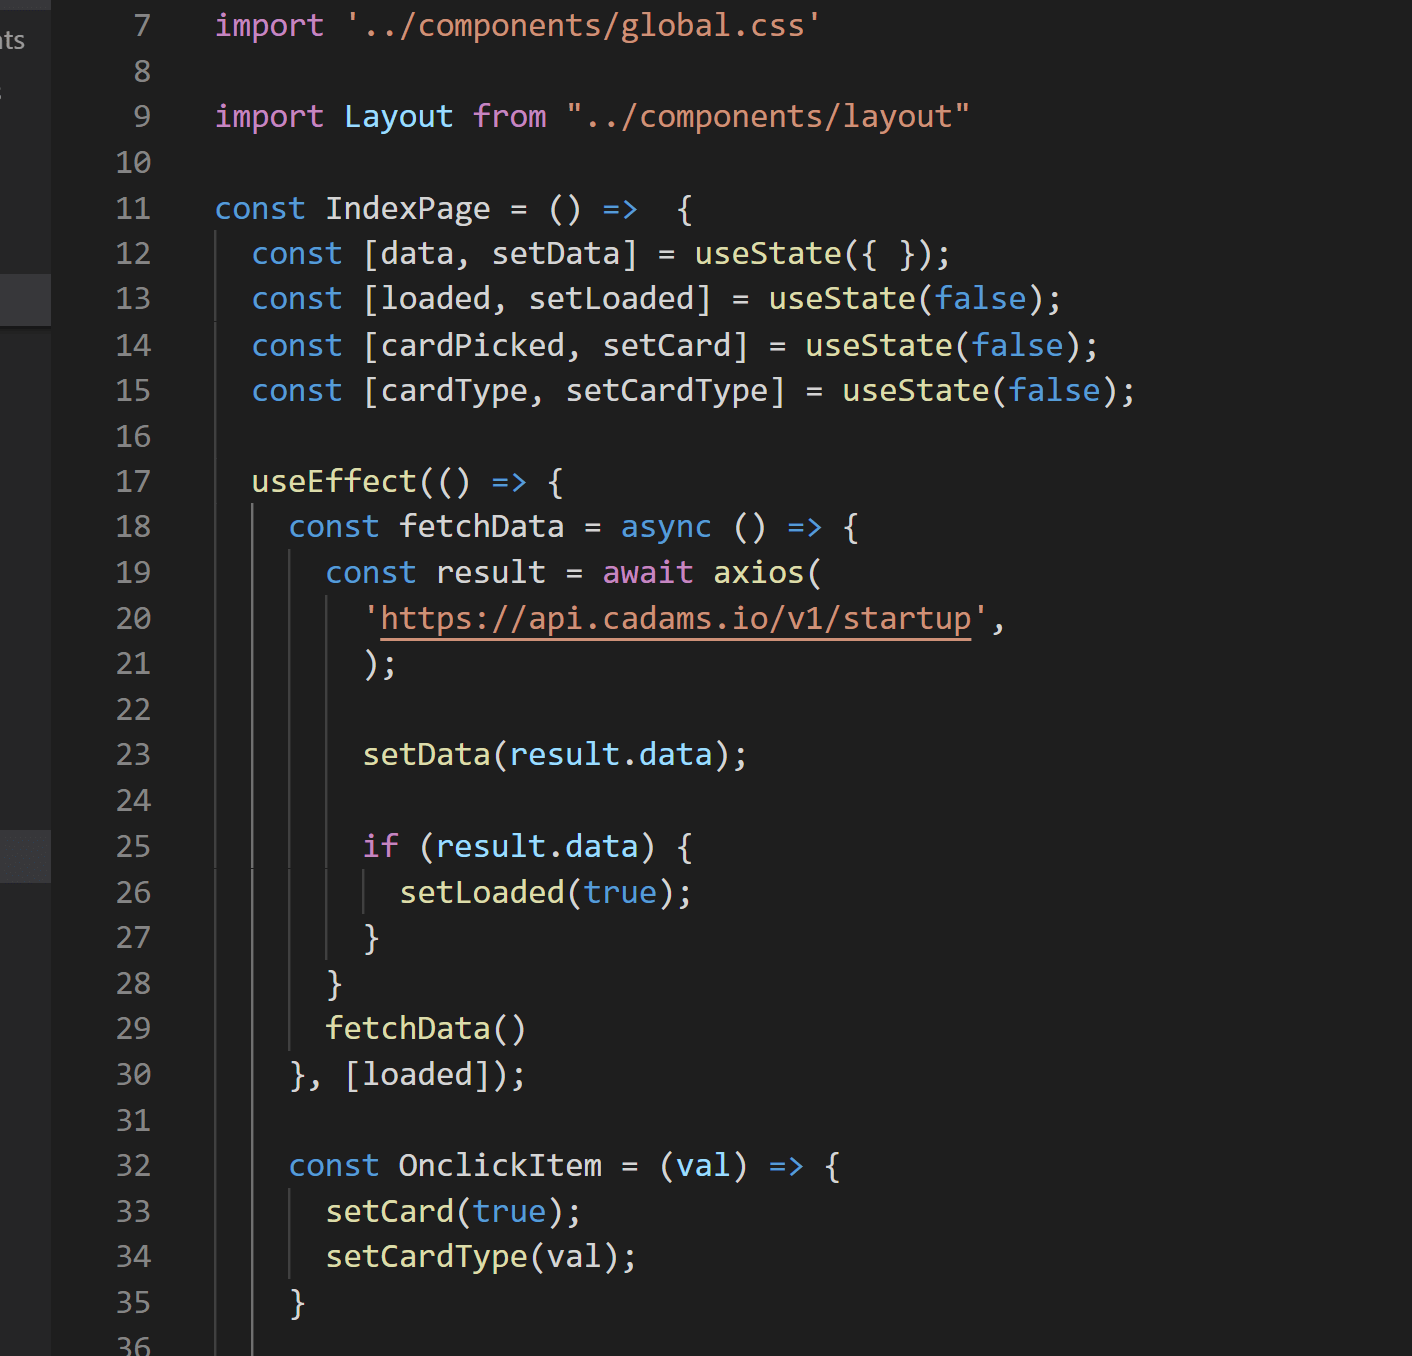 nts
7 import '../components/global.css'
8
9 import Layout from "../components/layout"
10
11 const IndexPage = () =>  {
12   const [data, setData] = useState({ });
13   const [loaded, setLoaded] = useState(false);
14   const [cardPicked, setCard] = useState(false);
15   const [cardType, setCardType] = useState(false);
16
17   useEffect(() => {
18     const fetchData = async () => {
19       const result = await axios(
20         'https://api.cadams.io/v1/startup',
21         );
22
23         setData(result.data);
24
25         if (result.data) {
26           setLoaded(true);
27         }
28       }
29       fetchData()
30     }, [loaded]);
31
32     const OnclickItem = (val) => {
33       setCard(true);
34       setCardType(val);
35     }
36